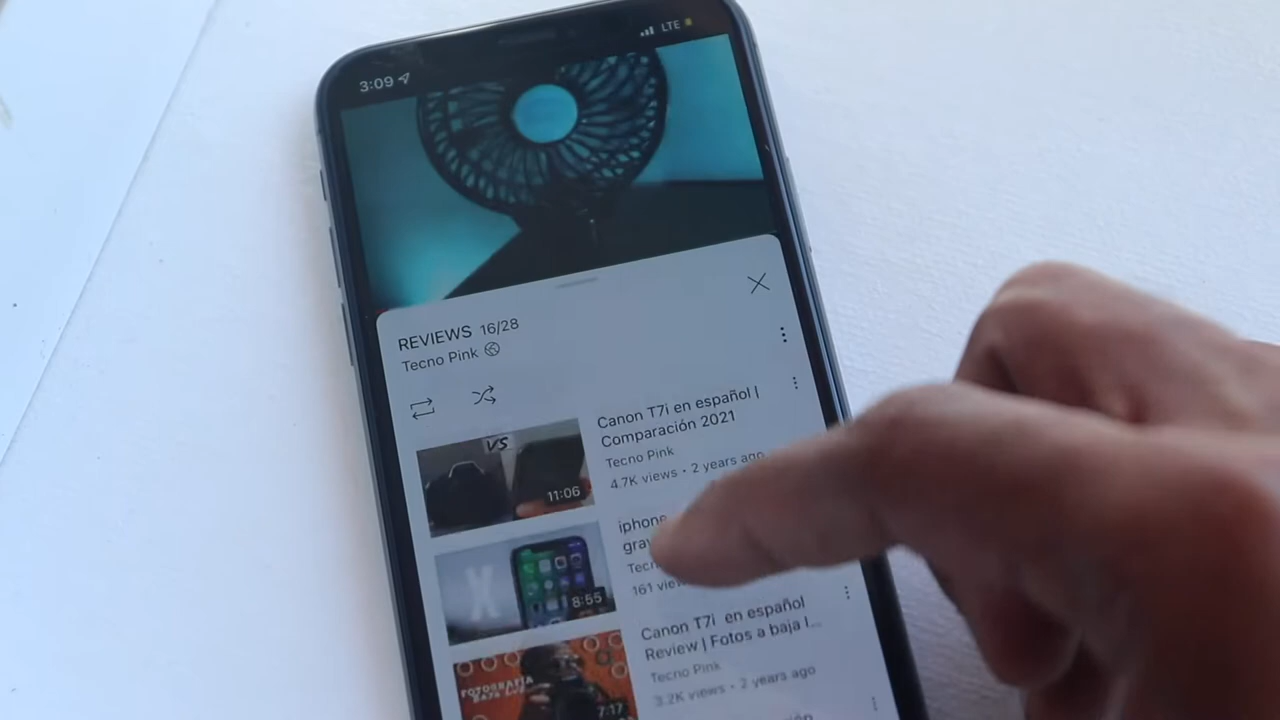 3:09
LTE
REVIEWS 16/28
Tecno Pink
Canon T7i en español |
Comparación 2021
Tecno Pink
4.7K views • 2 years ago
VS
11:06
iphone
8:55
161
Canon T7i en español
Review | Fotos a baja l...
Tecno Pink
3.2K views • 2 years ago
FOTOGRAFIA
BAJA LUZ
7:17